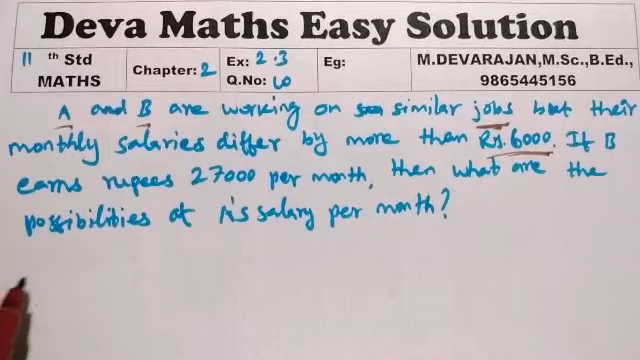 Deva Maths Easy Solution
11 th Std MATHS
Chapter: 2
Ex: 2.3
Q.No: 10
Eg:
M.DEVARAJAN,M.Sc.,B.Ed.,
9865445156
A and B are working on similar jobs but their
monthly salaries differ by more than Rs.6000. If B
earns rupees 27000 per month, then what are the
possibilities of A's salary per month?